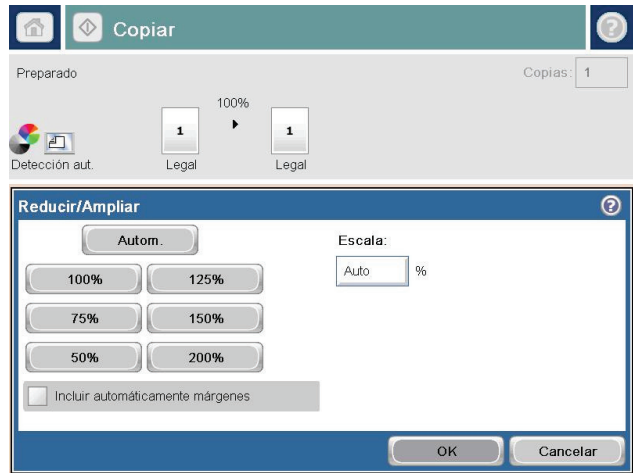 Copiar
?
Preparado
Copias: 1
100%
1
1
Detección aut.
Legal
Legal
Reducir/Ampliar
?
Autom.
Escala:
100%
125%
Auto %
75%
150%
50%
200%
Incluir automáticamente márgenes
OK
Cancelar